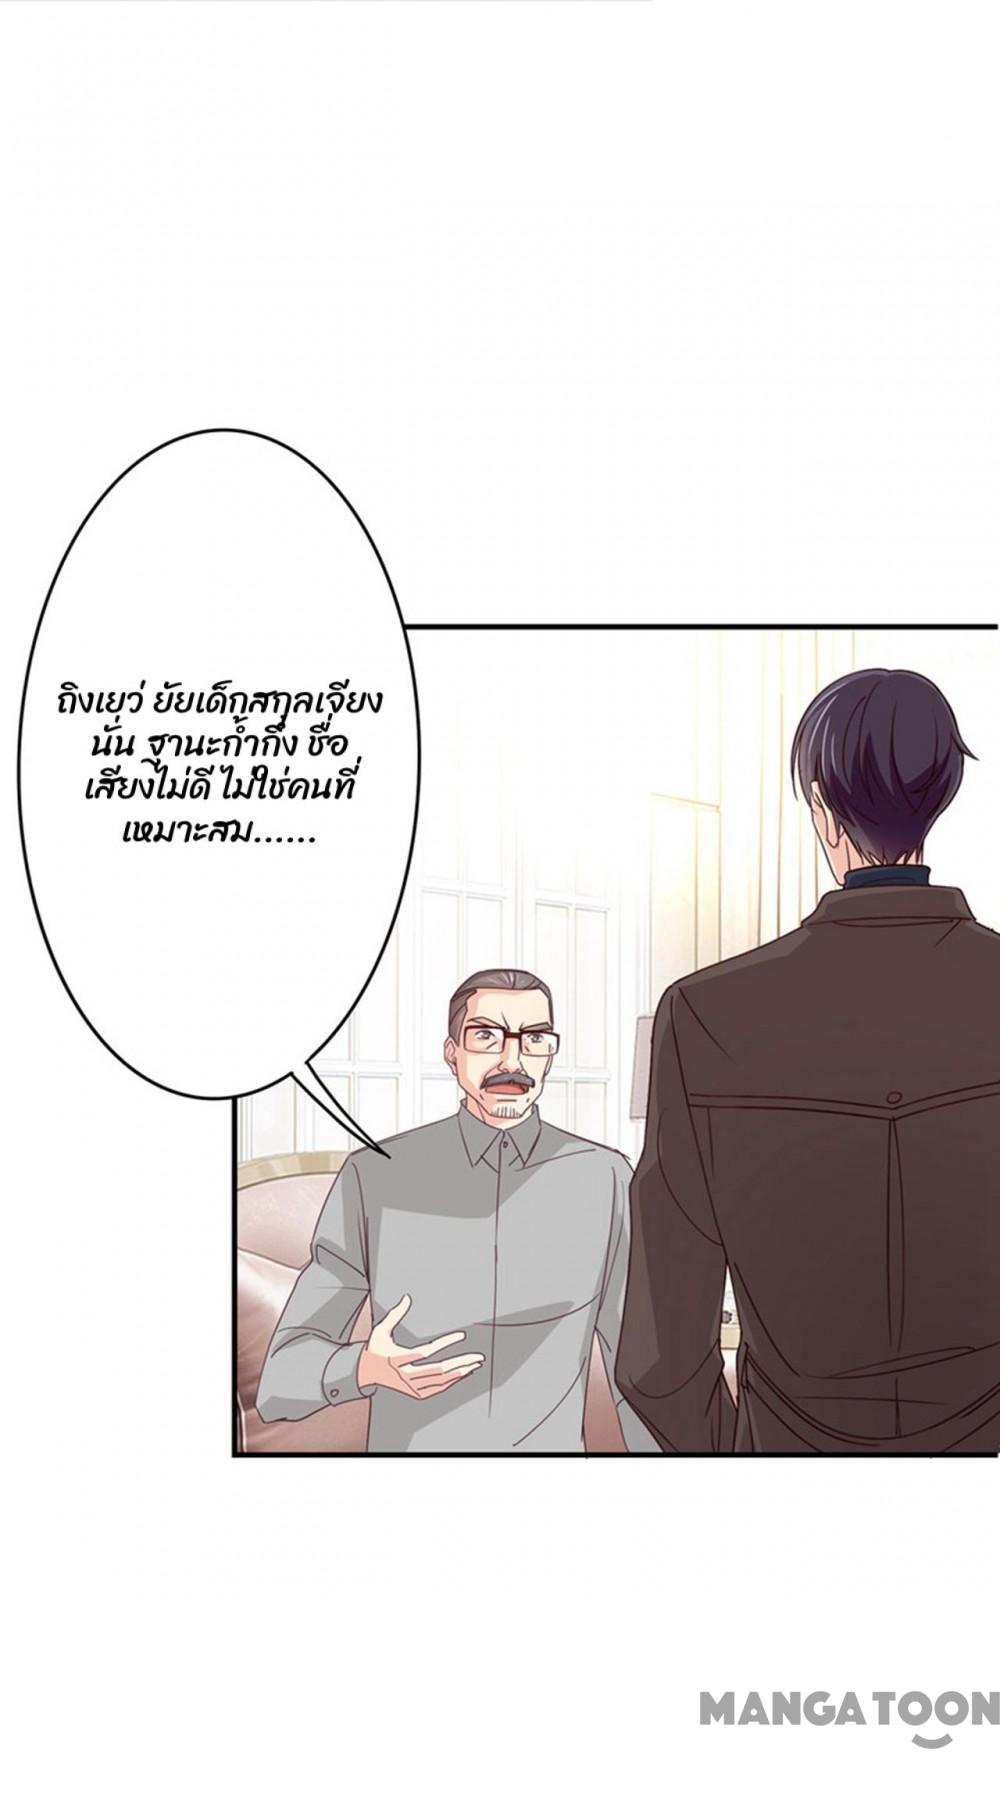 ถิงเยว่ ยัยเด็กสกุลเจียง
นั่น ฐานะก้ำกึ่ง ชื่อ
เสียงไม่ดี ไม่ใช่คนที่
เหมาะสม......
MANGATOON